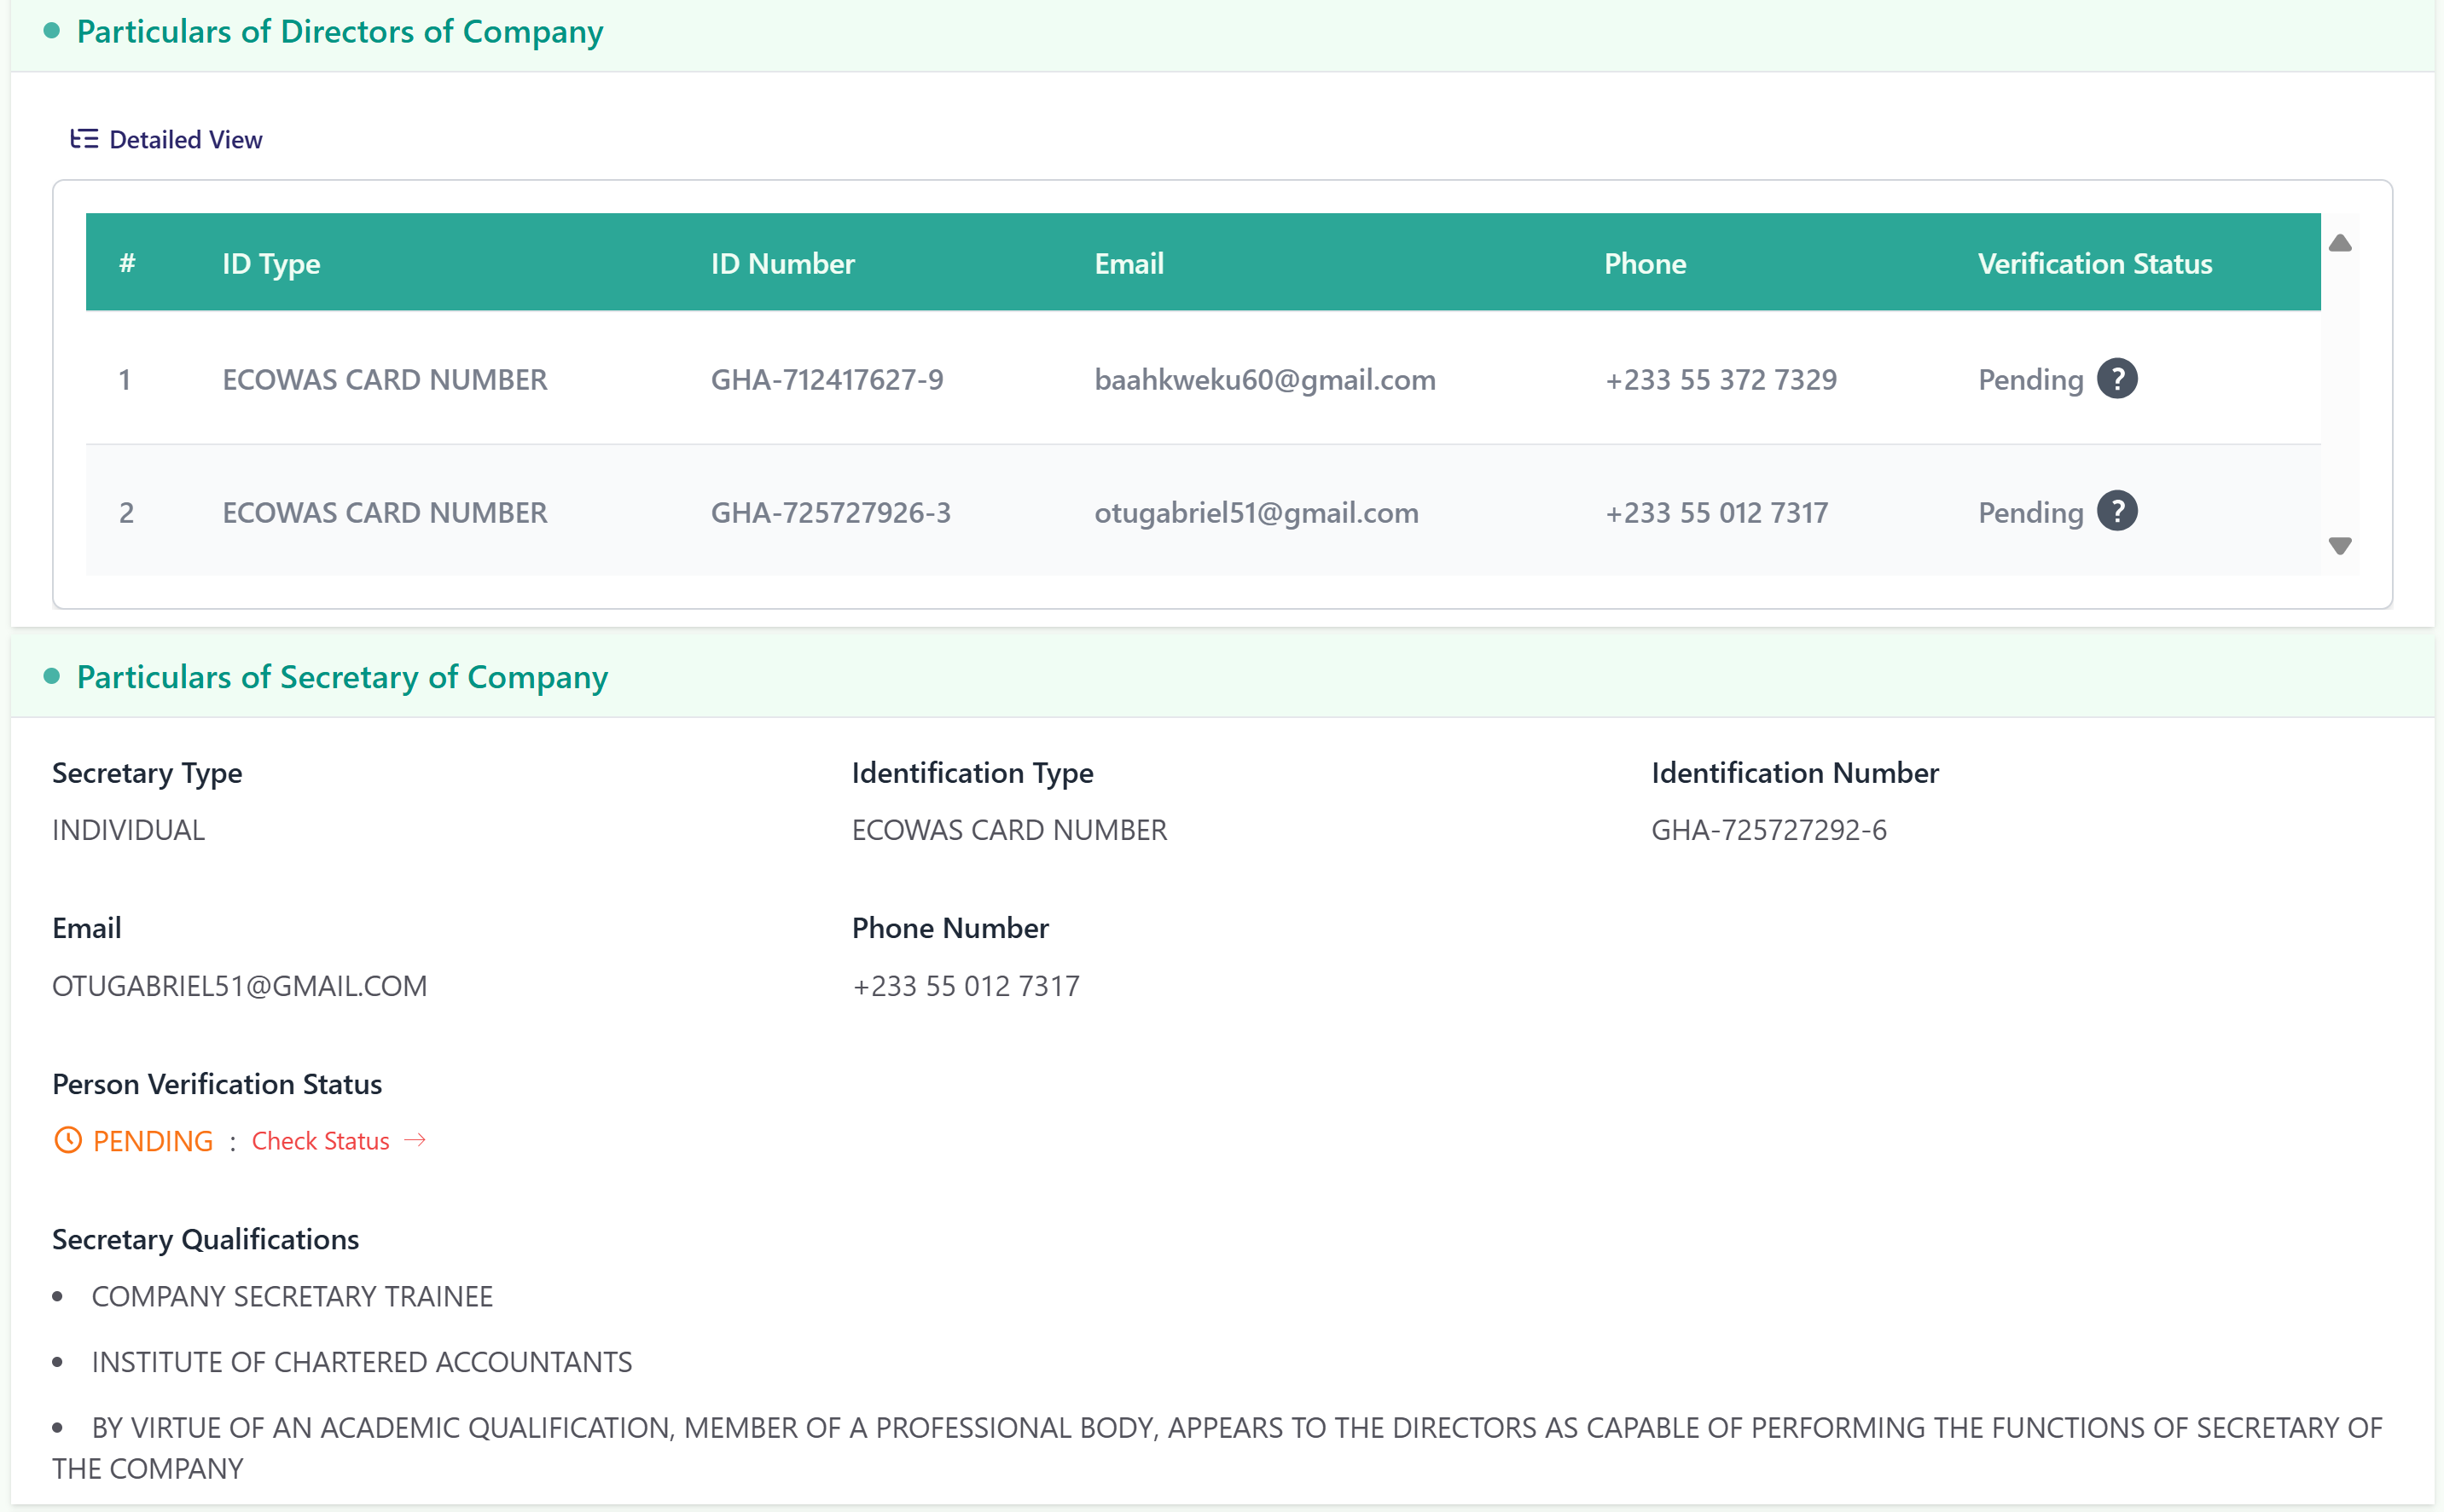 Particulars of Directors of Company
Detailed View
# ID Type ID Number Email Phone Verification Status
1 ECOWAS CARD NUMBER GHA-712417627-9 baahkweku60@gmail.com +233 55 372 7329 Pending ?
2 ECOWAS CARD NUMBER GHA-725727926-3 otugabriel51@gmail.com +233 55 012 7317 Pending ?
Particulars of Secretary of Company
Secretary Type Identification Type Identification Number
INDIVIDUAL ECOWAS CARD NUMBER GHA-725727292-6
Email Phone Number
OTUGABRIEL51@GMAIL.COM +233 55 012 7317
Person Verification Status
PENDING : Check Status →
Secretary Qualifications
• COMPANY SECRETARY TRAINEE
• INSTITUTE OF CHARTERED ACCOUNTANTS
• BY VIRTUE OF AN ACADEMIC QUALIFICATION, MEMBER OF A PROFESSIONAL BODY, APPEARS TO THE DIRECTORS AS CAPABLE OF PERFORMING THE FUNCTIONS OF SECRETARY OF
THE COMPANY